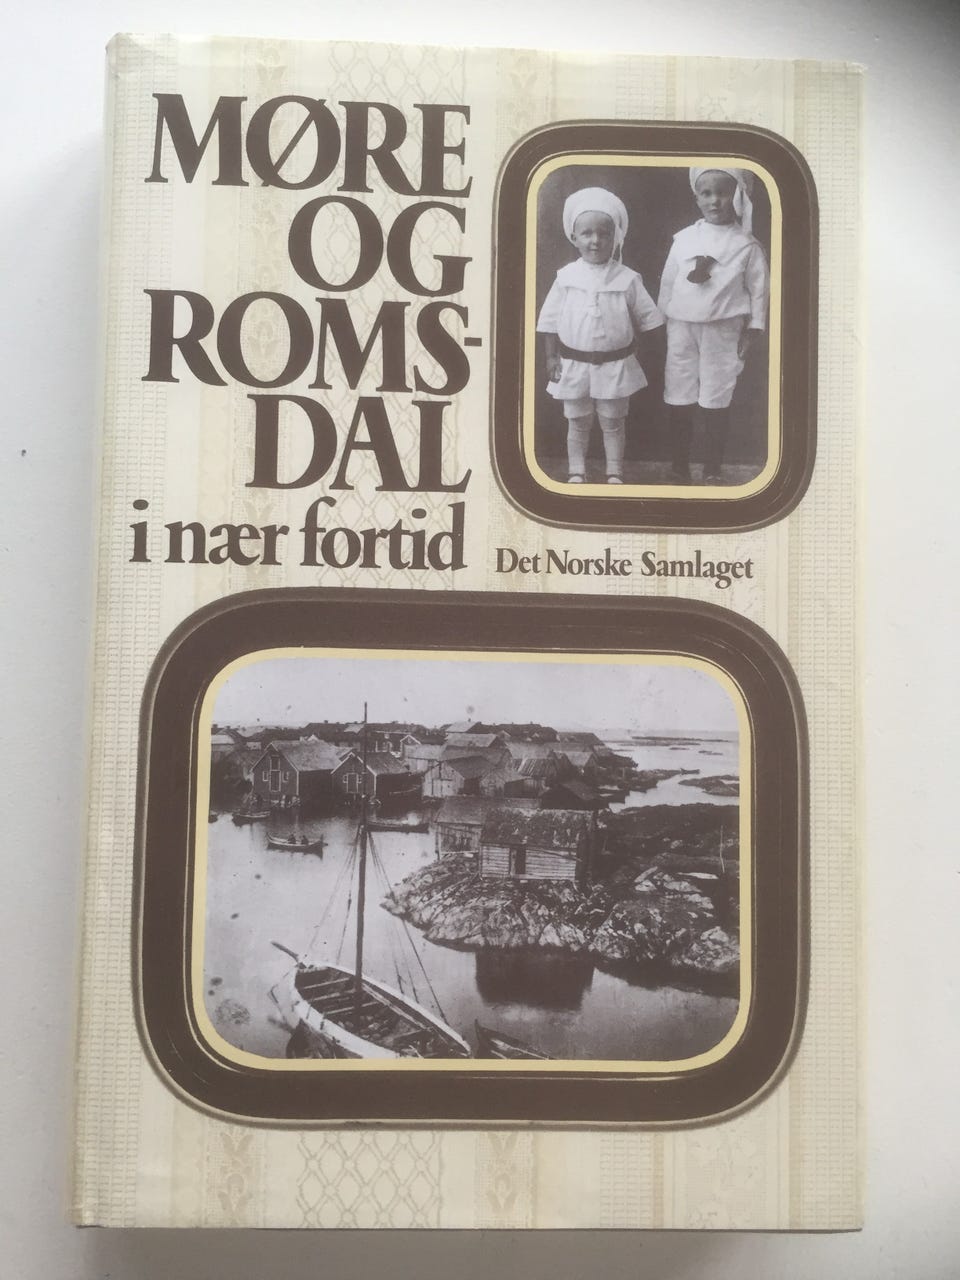 MØRE
OG
ROMS-
DAL
i nær fortid
Det Norske Samlaget